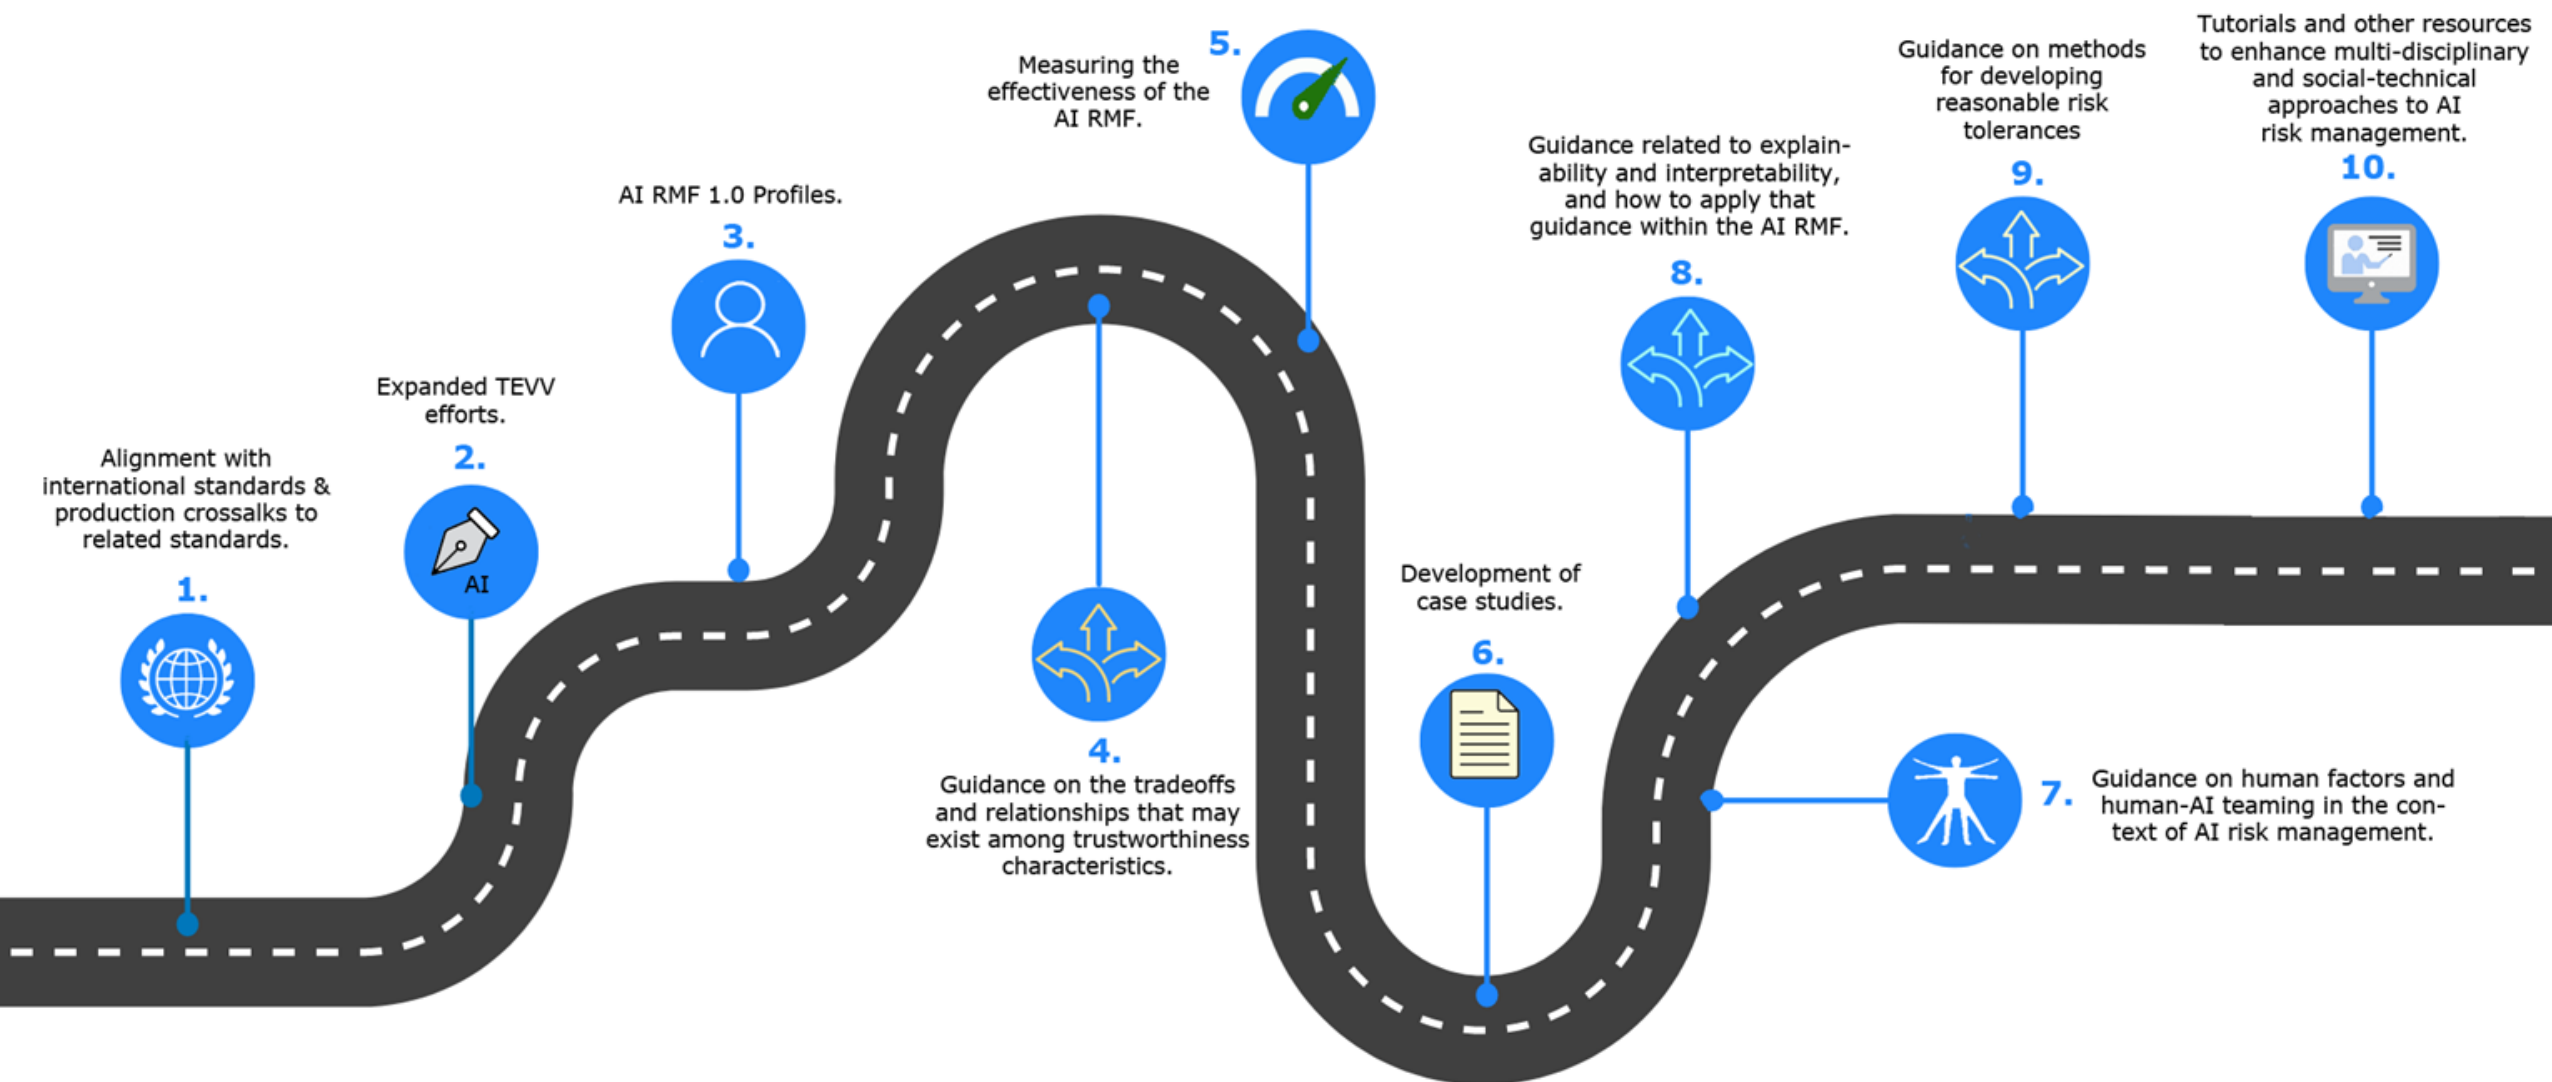 Alignment with
international standards &
production crossalks to
related standards.
1.
Expanded TEVV
efforts.
2.
AI
AI RMF 1.0 Profiles.
3.
4.
Guidance on the tradeoffs
and relationships that may
exist among trustworthiness
characteristics.
5.
Measuring the
effectiveness of the
AI RMF.
Development of
case studies.
6.
7.
Guidance on human factors and
human-AI teaming in the con-
text of AI risk management.
Guidance related to explain-
ability and interpretability,
and how to apply that
guidance within the AI RMF.
8.
Guidance on methods
for developing
reasonable risk
tolerances
9.
Tutorials and other resources
to enhance multi-disciplinary
and social-technical
approaches to AI
risk management.
10.